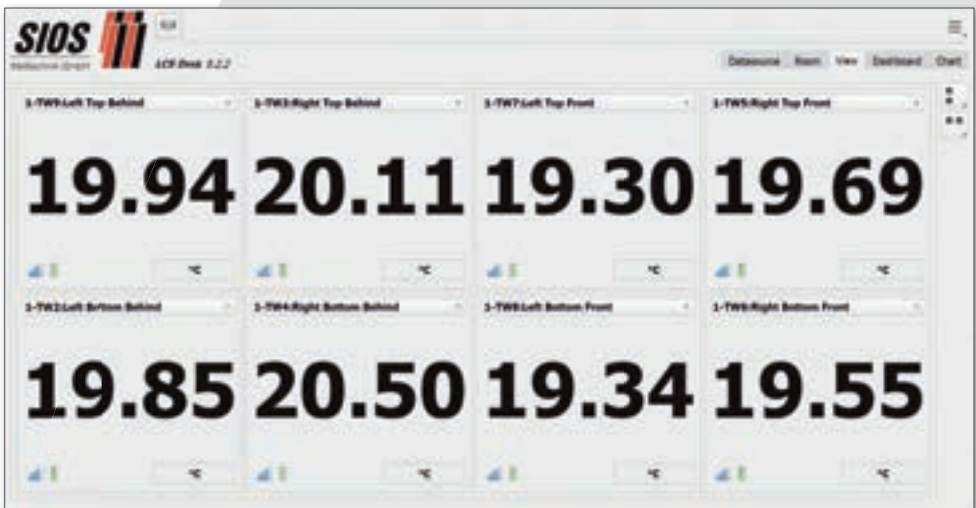 SIOS
LCS Desk 3.2.2
Datasource Room View Dashboard Chart
1-TW9:Left Top Behind 1-TW3:Right Top Behind 1-TW7:Left Top Front 1-TW5:Right Top Front
19.94 20.11 19.30 19.69
°C °C °C °C
1-TW2:Left Bottom Behind 1-TW4:Right Bottom Behind 1-TW8:Left Bottom Front 1-TW6:Right Bottom Front
19.85 20.50 19.34 19.55
°C °C °C °C